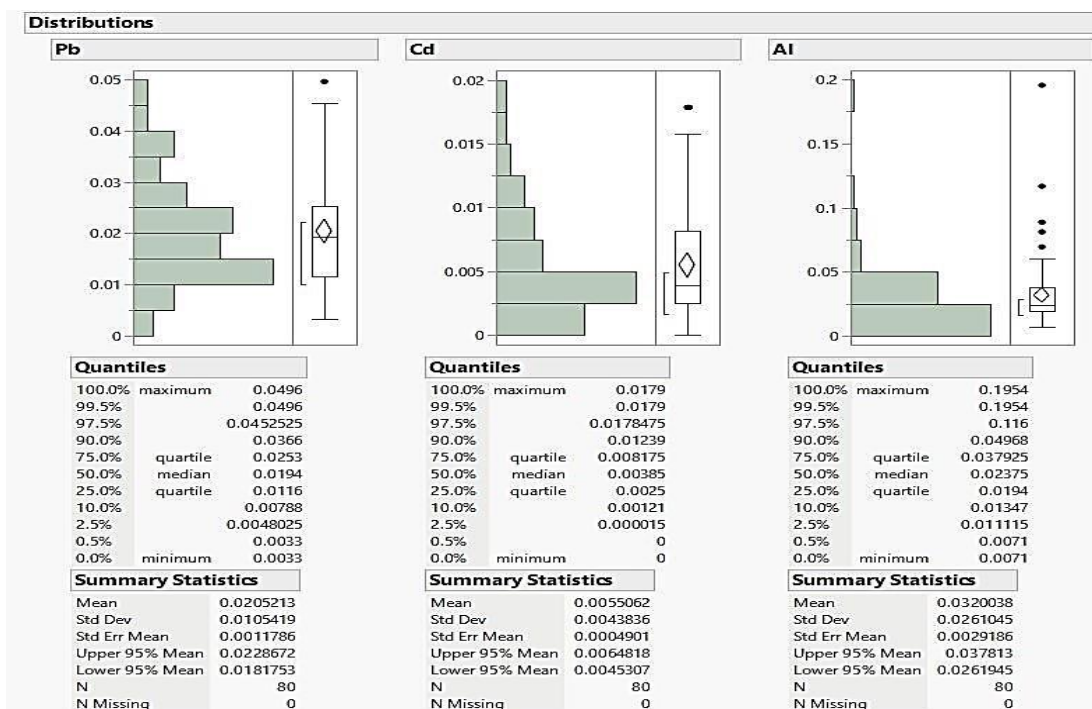 Distributions
Pb
0.05
0.04
0.03
0.02
0.01
0
Quantiles
100.0% maximum 0.0496
99.5% 0.0496
97.5% 0.0452525
90.0% 0.0366
75.0% quartile 0.0253
50.0% median 0.0194
25.0% quartile 0.0116
10.0% 0.00788
2.5% 0.0048025
0.5% 0.0033
0.0% minimum 0.0033
Summary Statistics
Mean 0.0205213
Std Dev 0.0105419
Std Err Mean 0.0011786
Upper 95% Mean 0.0228672
Lower 95% Mean 0.0181753
N 80
N Missing 0
Cd
0.02
0.015
0.01
0.005
0
Quantiles
100.0% maximum 0.0179
99.5% 0.0179
97.5% 0.0178475
90.0% 0.01239
75.0% quartile 0.008175
50.0% median 0.00385
25.0% quartile 0.0025
10.0% 0.00121
2.5% 0.000015
0.5% 0
0.0% minimum 0
Summary Statistics
Mean 0.0055062
Std Dev 0.0043836
Std Err Mean 0.0004901
Upper 95% Mean 0.0064818
Lower 95% Mean 0.0045307
N 80
N Missing 0
Al
0.2
0.15
0.1
0.05
0
Quantiles
100.0% maximum 0.1954
99.5% 0.1954
97.5% 0.116
90.0% 0.04968
75.0% quartile 0.037925
50.0% median 0.02375
25.0% quartile 0.0194
10.0% 0.01347
2.5% 0.011115
0.5% 0.0071
0.0% minimum 0.0071
Summary Statistics
Mean 0.0320038
Std Dev 0.0261045
Std Err Mean 0.0029186
Upper 95% Mean 0.037813
Lower 95% Mean 0.0261945
N 80
N Missing 0